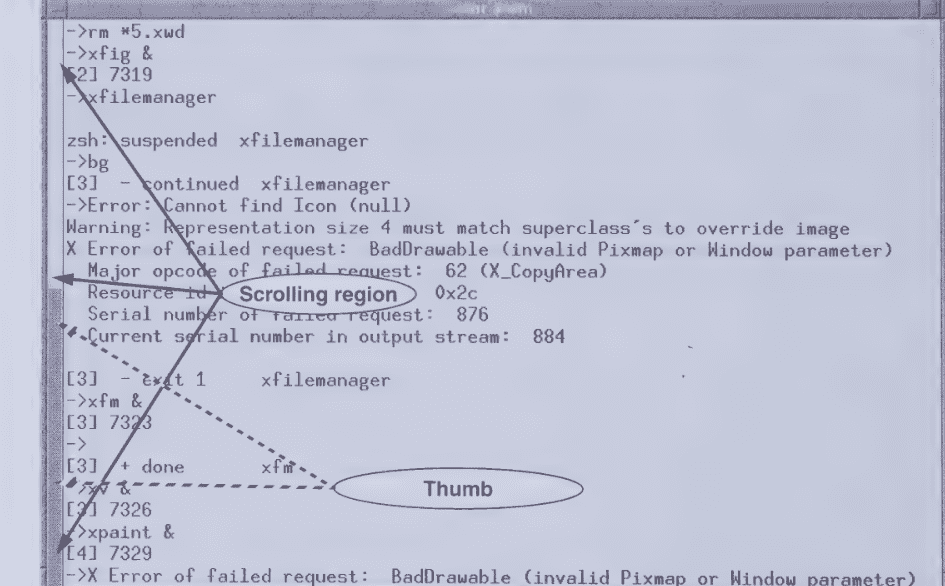 ->rm *5.xwd
->xfig &
[2] 7319
->xfilemanager
zsh: suspended  xfilemanager
->bg
[3]  - continued  xfilemanager
->Error: Cannot find Icon (null)
Warning: Representation size 4 must match superclass´s to override image
X Error of failed request:  BadDrawable (invalid Pixmap or Window parameter)
Major opcode of failed request:  62 (X_CopyArea)
Resource id Scrolling region 0x2c
Serial number of failed request:  876
Current serial number in output stream:  884
[3]  - exit 1     xfilemanager
->xfm &
[3] 7323
->
[3]  + done       xfm
->xv &
Thumb
[3] 7326
->xpaint &
[4] 7329
->X Error of failed request:  BadDrawable (invalid Pixmap or Window parameter)